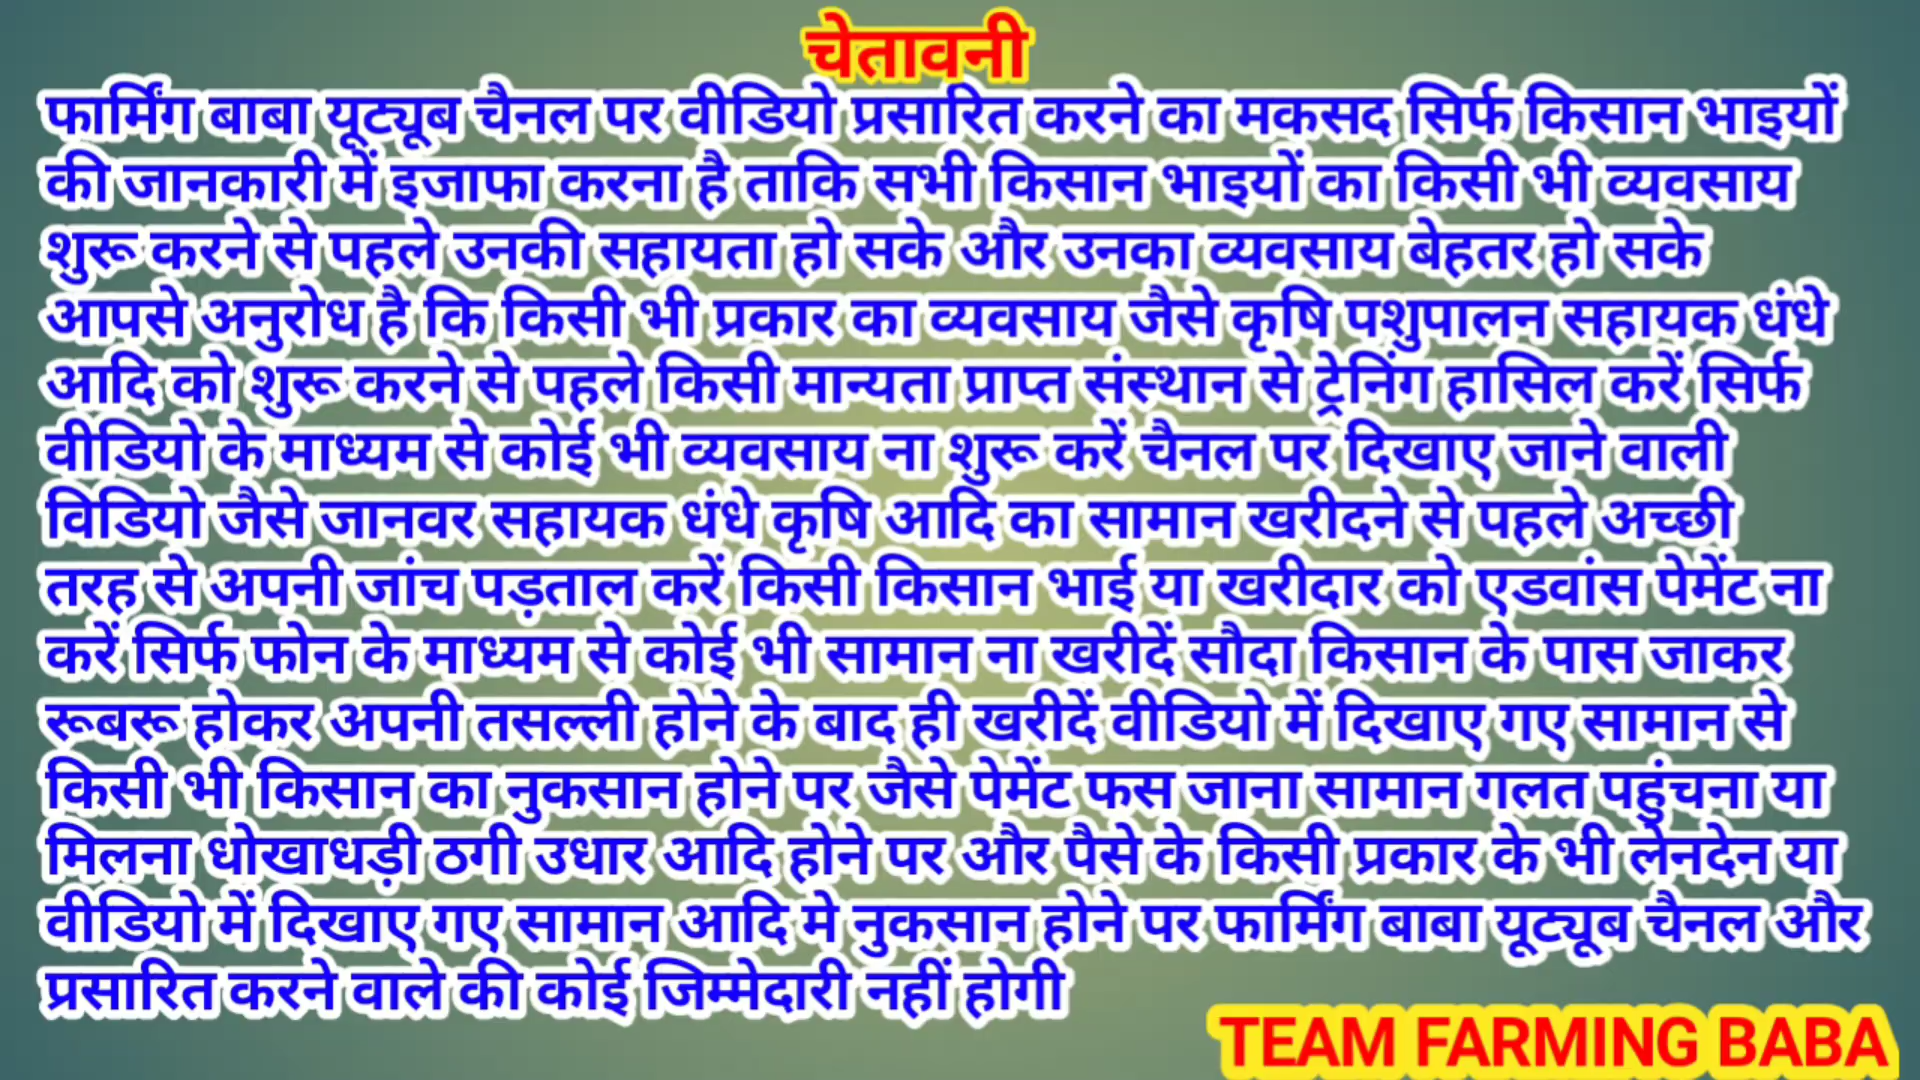 चेतावनी
फार्मिंग बाबा यूट्यूब चैनल पर वीडियो प्रसारित करने का मकसद सिर्फ किसान भाइयों
की जानकारी में इजाफा करना है ताकि सभी किसान भाइयों का किसी भी व्यवसाय
शुरू करने से पहले उनकी सहायता हो सके और उनका व्यवसाय बेहतर हो सके
आपसे अनुरोध है कि किसी भी प्रकार का व्यवसाय जैसे कृषि पशुपालन सहायक धंधे
आदि को शुरू करने से पहले किसी मान्यता प्राप्त संस्थान से ट्रेनिंग हासिल करें सिर्फ
वीडियो के माध्यम से कोई भी व्यवसाय ना शुरू करें चैनल पर दिखाए जाने वाली
विडियो जैसे जानवर सहायक धंधे कृषि आदि का सामान खरीदने से पहले अच्छी
तरह से अपनी जांच पड़ताल करें किसी किसान भाई या खरीदार को एडवांस पेमेंट ना
करें सिर्फ फोन के माध्यम से कोई भी सामान ना खरीदें सौदा किसान के पास जाकर
रूबरू होकर अपनी तसल्ली होने के बाद ही खरीदें वीडियो में दिखाए गए सामान से
किसी भी किसान का नुकसान होने पर जैसे पेमेंट फस जाना सामान गलत पहुंचना या
मिलना धोखाधड़ी ठगी उधार आदि होने पर और पैसे के किसी प्रकार के भी लेनदेन या
वीडियो में दिखाए गए सामान आदि मे नुकसान होने पर फार्मिंग बाबा यूट्यूब चैनल और
प्रसारित करने वाले की कोई जिम्मेदारी नहीं होगी
TEAM FARMING BABA